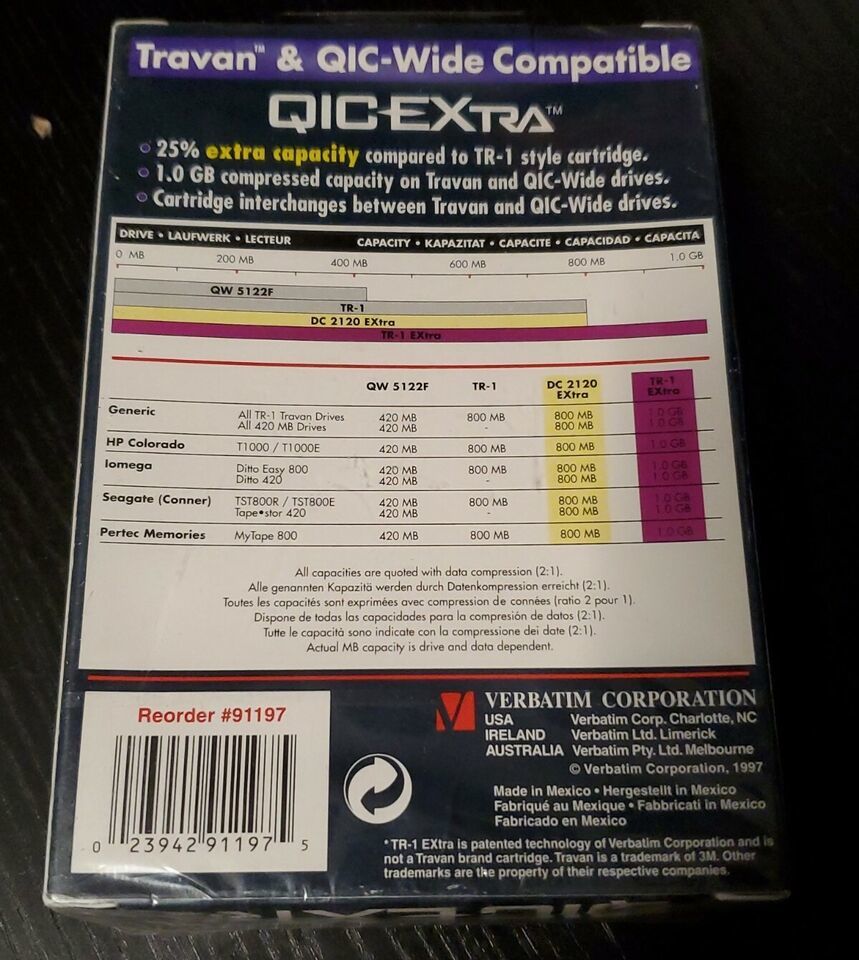 Travan™ & QIC-Wide Compatible
QIC-EXTRA™
25% extra capacity compared to TR-1 style cartridge.
1.0 GB compressed capacity on Travan and QIC-Wide drives.
Cartridge interchanges between Travan and QIC-Wide drives.
DRIVE • LAUFWERK • LECTEUR CAPACITY • KAPAZITAT • CAPACITE • CAPACIDAD • CAPACITA
0 MB 200 MB 400 MB 600 MB 800 MB 1.0 GB
QW 5122F
TR-1
DC 2120 EXtra
TR-1 EXtra
QW 5122F TR-1 DC 2120 EXtra TR-1 EXtra
Generic All TR-1 Travan Drives 420 MB 800 MB 800 MB 1.0 GB
All 420 MB Drives 420 MB - 800 MB 1.0 GB
HP Colorado T1000 / T1000E 420 MB 800 MB 800 MB 1.0 GB
Iomega Ditto Easy 800 420 MB 800 MB 800 MB 1.0 GB
Ditto 420 420 MB - 800 MB 1.0 GB
Seagate (Conner) TST800R / TST800E 420 MB 800 MB 800 MB 1.0 GB
Tape•stor 420 420 MB - 800 MB 1.0 GB
Pertec Memories MyTape 800 420 MB 800 MB 800 MB 1.0 GB
All capacities are quoted with data compression (2:1).
Alle genannten Kapazitä werden durch Datenkompression erreicht (2:1).
Toutes les capacités sont exprimées avec compression de connées (ratio 2 pour 1).
Dispone de todas las capacidades para la compresión de datos (2:1).
Tutte le capacità sono indicate con la compressione dei date (2:1).
Actual MB capacity is drive and data dependent.
Reorder #91197
0 23942 91197 5
VERBATIM CORPORATION
USA Verbatim Corp. Charlotte, NC
IRELAND Verbatim Ltd. Limerick
AUSTRALIA Verbatim Pty. Ltd. Melbourne
© Verbatim Corporation, 1997
Made in Mexico • Hergestellt in Mexico
Fabriqué au Mexique • Fabbricati in Mexico
Fabricado en Mexico
*TR-1 EXtra is patented technology of Verbatim Corporation and is
not a Travan brand cartridge. Travan is a trademark of 3M. Other
trademarks are the property of their respective companies.